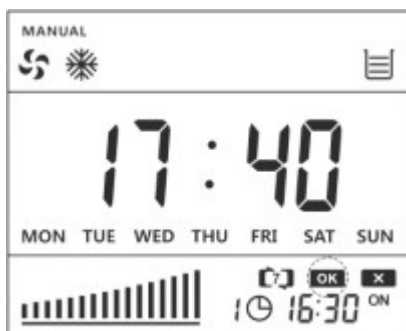 MANUAL
17:40
MON TUE WED THU FRI SAT SUN
7 OK X
1 16:30 ON